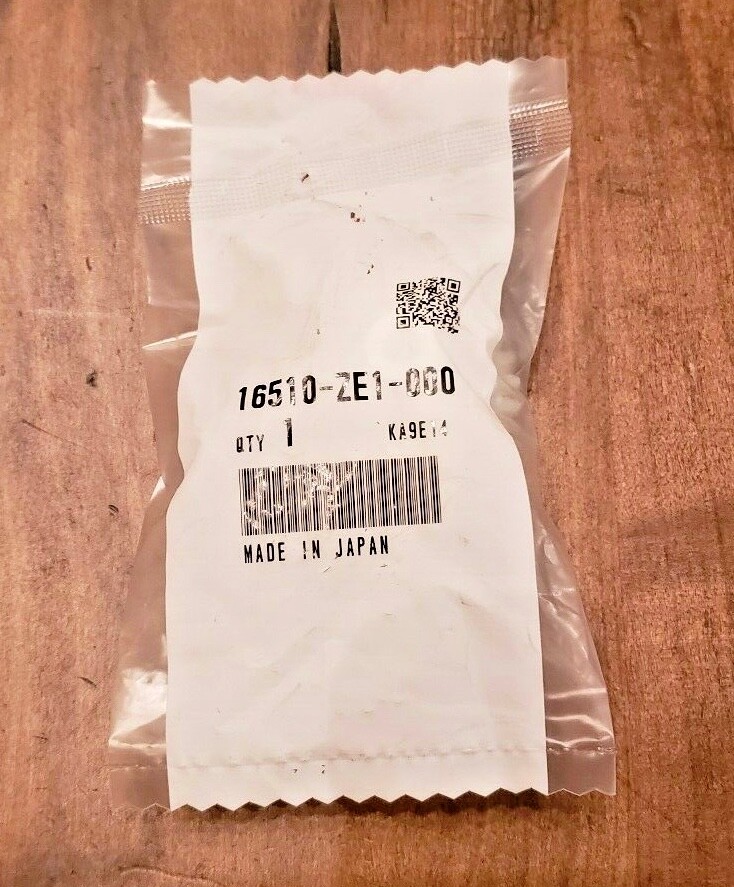 16510-ZE1-000
QTY 1 KA9E14
MADE IN JAPAN